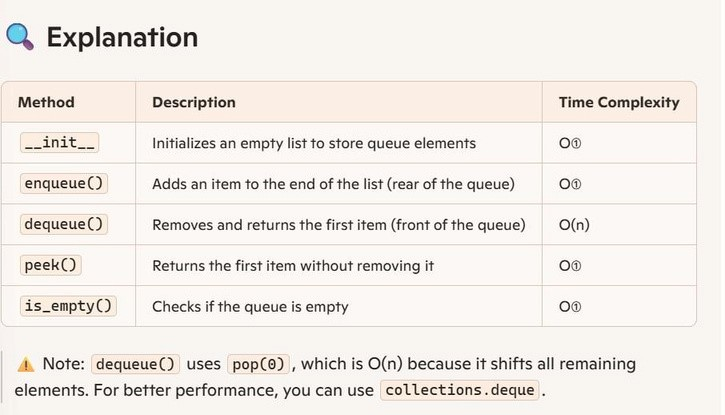 🔍 Explanation
Method Description Time Complexity
__init__ Initializes an empty list to store queue elements O①
enqueue() Adds an item to the end of the list (rear of the queue) O①
dequeue() Removes and returns the first item (front of the queue) O(n)
peek() Returns the first item without removing it O①
is_empty() Checks if the queue is empty O①
⚠️ Note: dequeue() uses pop(0), which is O(n) because it shifts all remaining
elements. For better performance, you can use collections.deque.